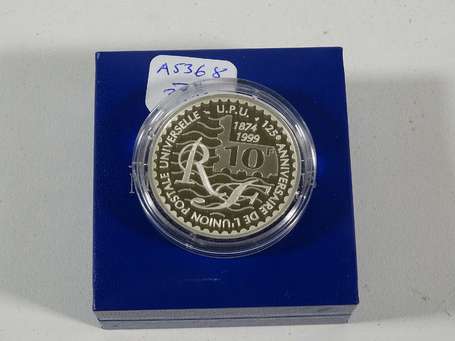 A5368
UNION POSTALE UNIVERSELLE - U.P.U. - 125e ANNIVERSAIRE DE L'
1874
1999
10F
RF